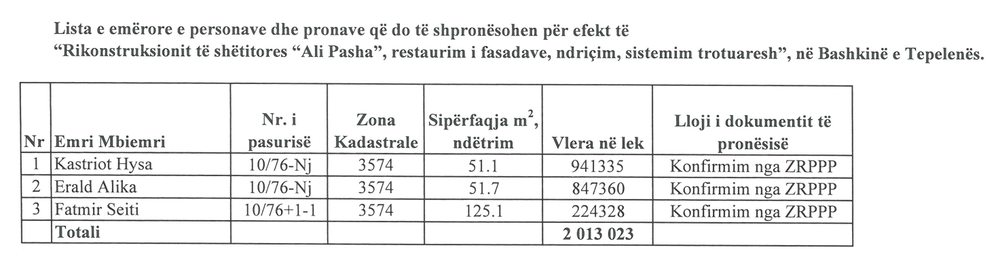 Lista e emërore e personave dhe pronave që do të shpronësohen për efekt të
“Rikonstruksionit të shëtitores “Ali Pasha”, restaurim i fasadave, ndriçim, sistemim trotuaresh”, në Bashkinë e Tepelenës.
Nr Emri Mbiemri Nr. i pasurisë Zona Kadastrale Sipërfaqja m², ndëtrim Vlera në lek Lloji i dokumentit të pronësisë
1 Kastriot Hysa 10/76-Nj 3574 51.1 941335 Konfirmim nga ZRPPP
2 Erald Alika 10/76-Nj 3574 51.7 847360 Konfirmim nga ZRPPP
3 Fatmir Seiti 10/76+1-1 3574 125.1 224328 Konfirmim nga ZRPPP
Totali 2 013 023